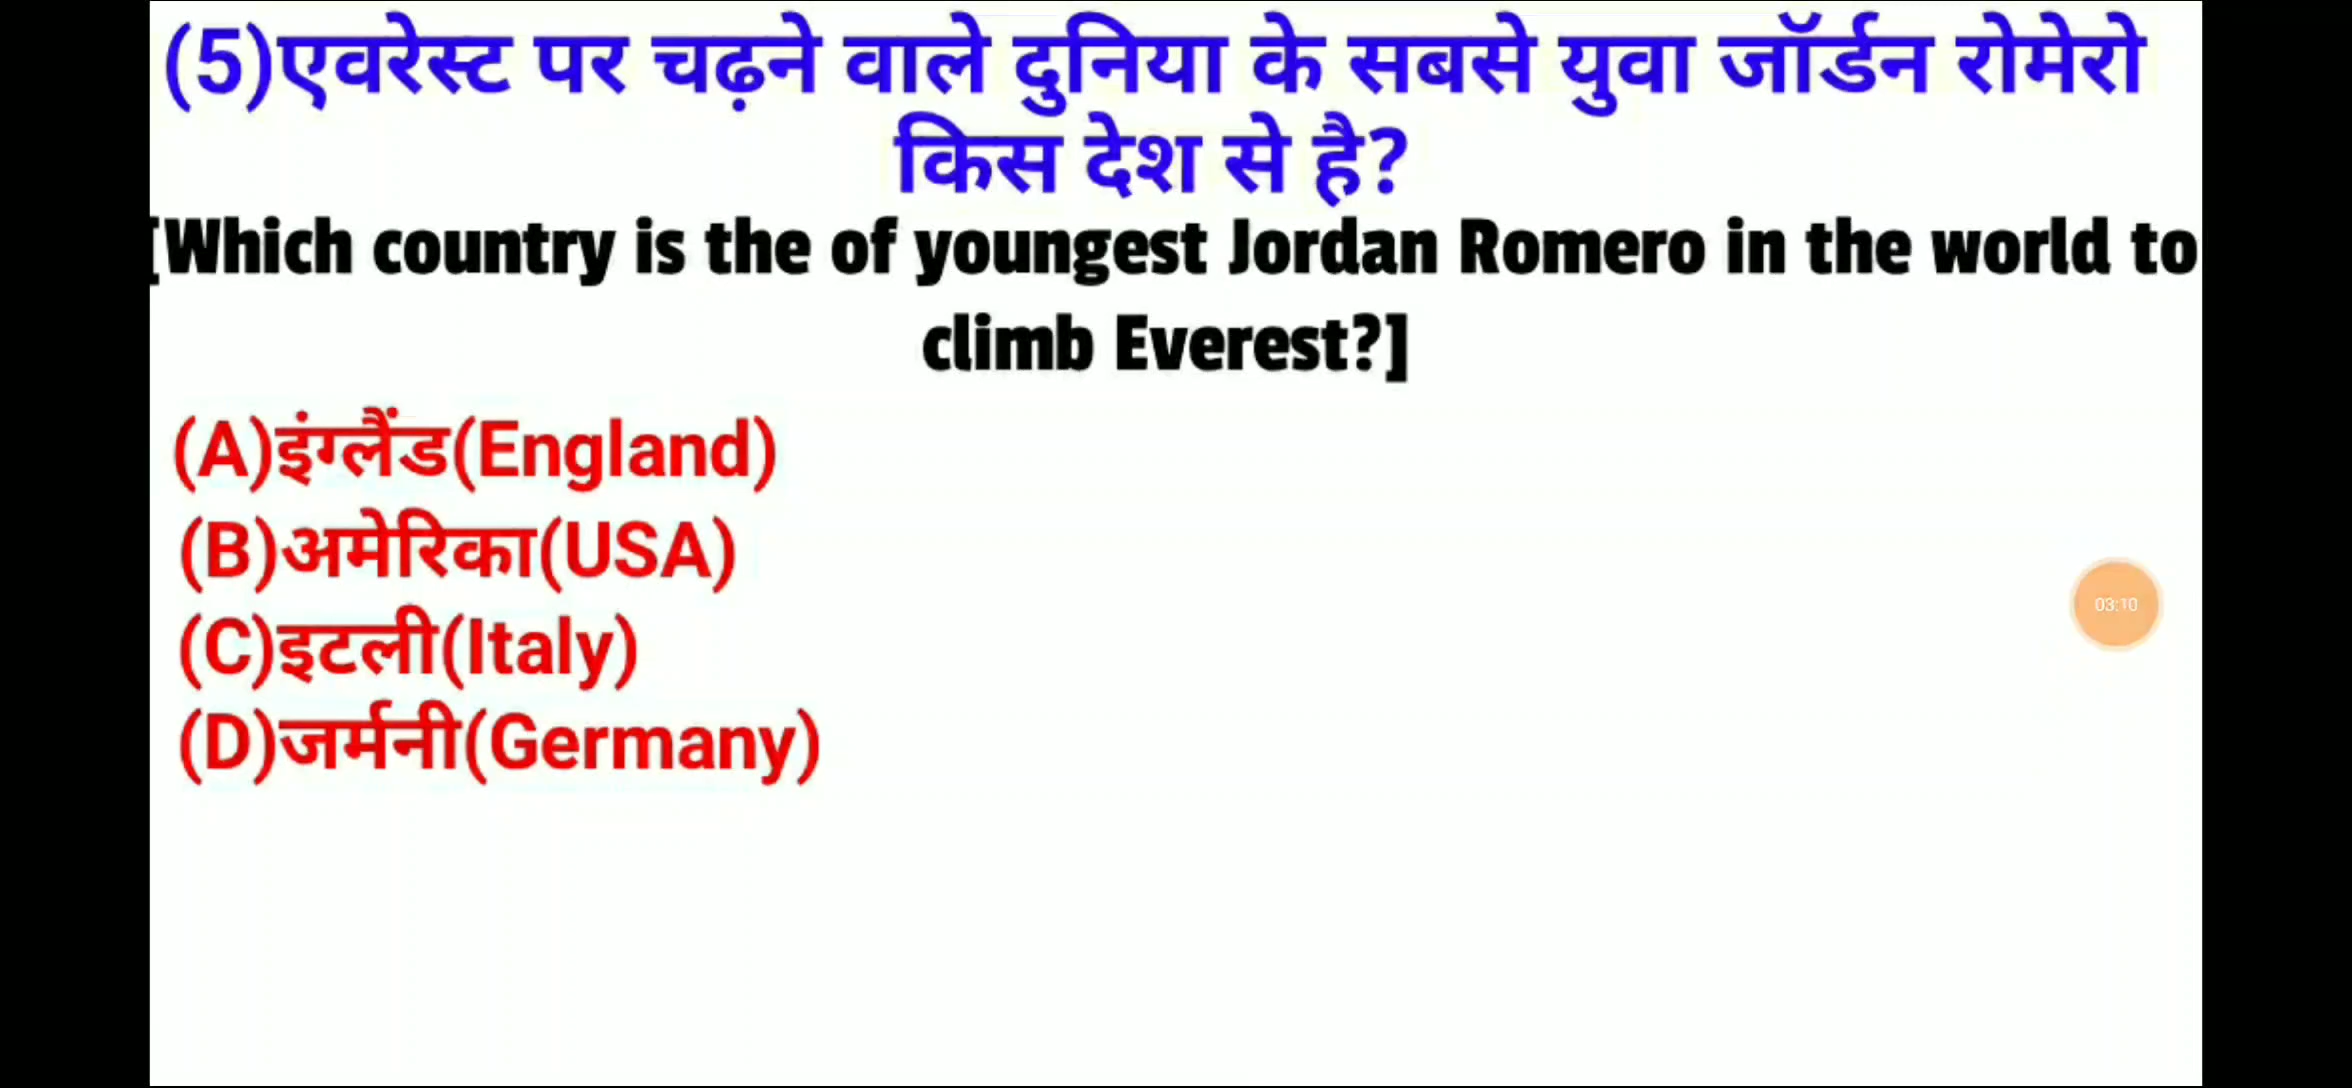 (5)एवरेस्ट पर चढ़ने वाले दुनिया के सबसे युवा जॉर्डन रोमेरो
किस देश से है?
[Which country is the of youngest Jordan Romero in the world to
climb Everest?]
(A)इंग्लैंड(England)
(B)अमेरिका(USA)
(C)इटली(Italy)
(D)जर्मनी(Germany)
03:10